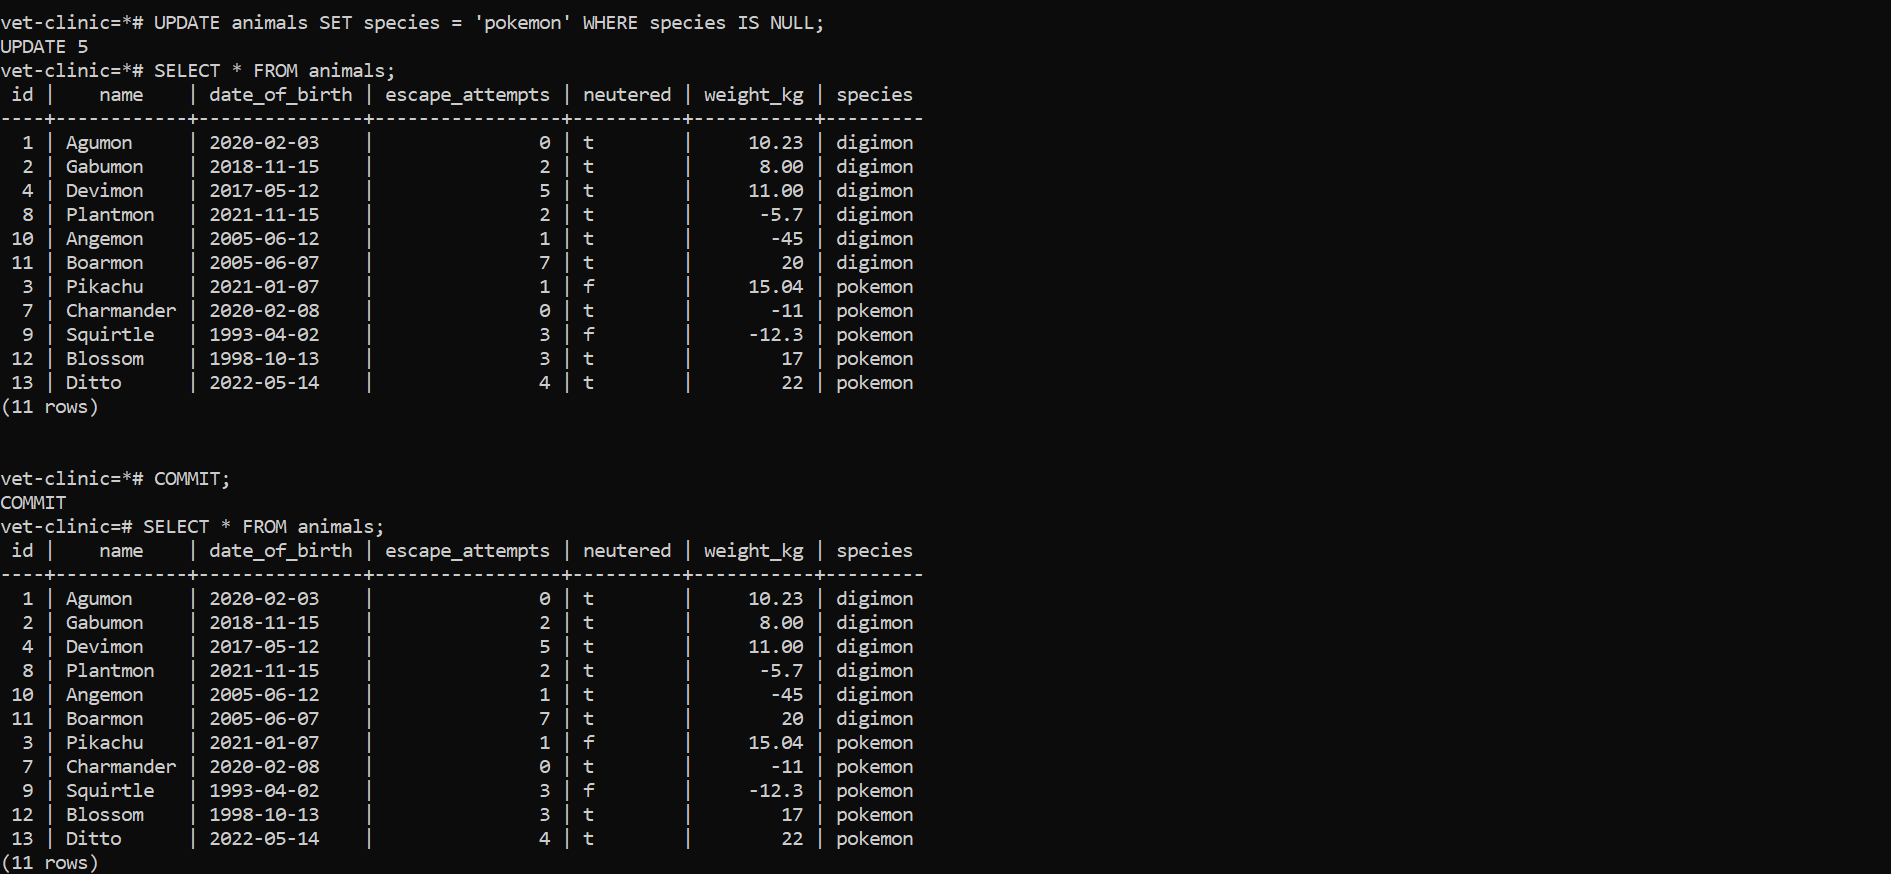 vet-clinic=*# UPDATE animals SET species = 'pokemon' WHERE species IS NULL;
UPDATE 5
vet-clinic=*# SELECT * FROM animals;
 id |    name    | date_of_birth | escape_attempts | neutered | weight_kg | species
----+------------+---------------+-----------------+----------+-----------+---------
  1 | Agumon     | 2020-02-03    |               0 | t        |     10.23 | digimon
  2 | Gabumon    | 2018-11-15    |               2 | t        |      8.00 | digimon
  4 | Devimon    | 2017-05-12    |               5 | t        |     11.00 | digimon
  8 | Plantmon   | 2021-11-15    |               2 | t        |      -5.7 | digimon
 10 | Angemon    | 2005-06-12    |               1 | t        |       -45 | digimon
 11 | Boarmon    | 2005-06-07    |               7 | t        |        20 | digimon
  3 | Pikachu    | 2021-01-07    |               1 | f        |     15.04 | pokemon
  7 | Charmander | 2020-02-08    |               0 | t        |       -11 | pokemon
  9 | Squirtle   | 1993-04-02    |               3 | f        |     -12.3 | pokemon
 12 | Blossom    | 1998-10-13    |               3 | t        |        17 | pokemon
 13 | Ditto      | 2022-05-14    |               4 | t        |        22 | pokemon
(11 rows)
vet-clinic=*# COMMIT;
COMMIT
vet-clinic=# SELECT * FROM animals;
 id |    name    | date_of_birth | escape_attempts | neutered | weight_kg | species
----+------------+---------------+-----------------+----------+-----------+---------
  1 | Agumon     | 2020-02-03    |               0 | t        |     10.23 | digimon
  2 | Gabumon    | 2018-11-15    |               2 | t        |      8.00 | digimon
  4 | Devimon    | 2017-05-12    |               5 | t        |     11.00 | digimon
  8 | Plantmon   | 2021-11-15    |               2 | t        |      -5.7 | digimon
 10 | Angemon    | 2005-06-12    |               1 | t        |       -45 | digimon
 11 | Boarmon    | 2005-06-07    |               7 | t        |        20 | digimon
  3 | Pikachu    | 2021-01-07    |               1 | f        |     15.04 | pokemon
  7 | Charmander | 2020-02-08    |               0 | t        |       -11 | pokemon
  9 | Squirtle   | 1993-04-02    |               3 | f        |     -12.3 | pokemon
 12 | Blossom    | 1998-10-13    |               3 | t        |        17 | pokemon
 13 | Ditto      | 2022-05-14    |               4 | t        |        22 | pokemon
(11 rows)